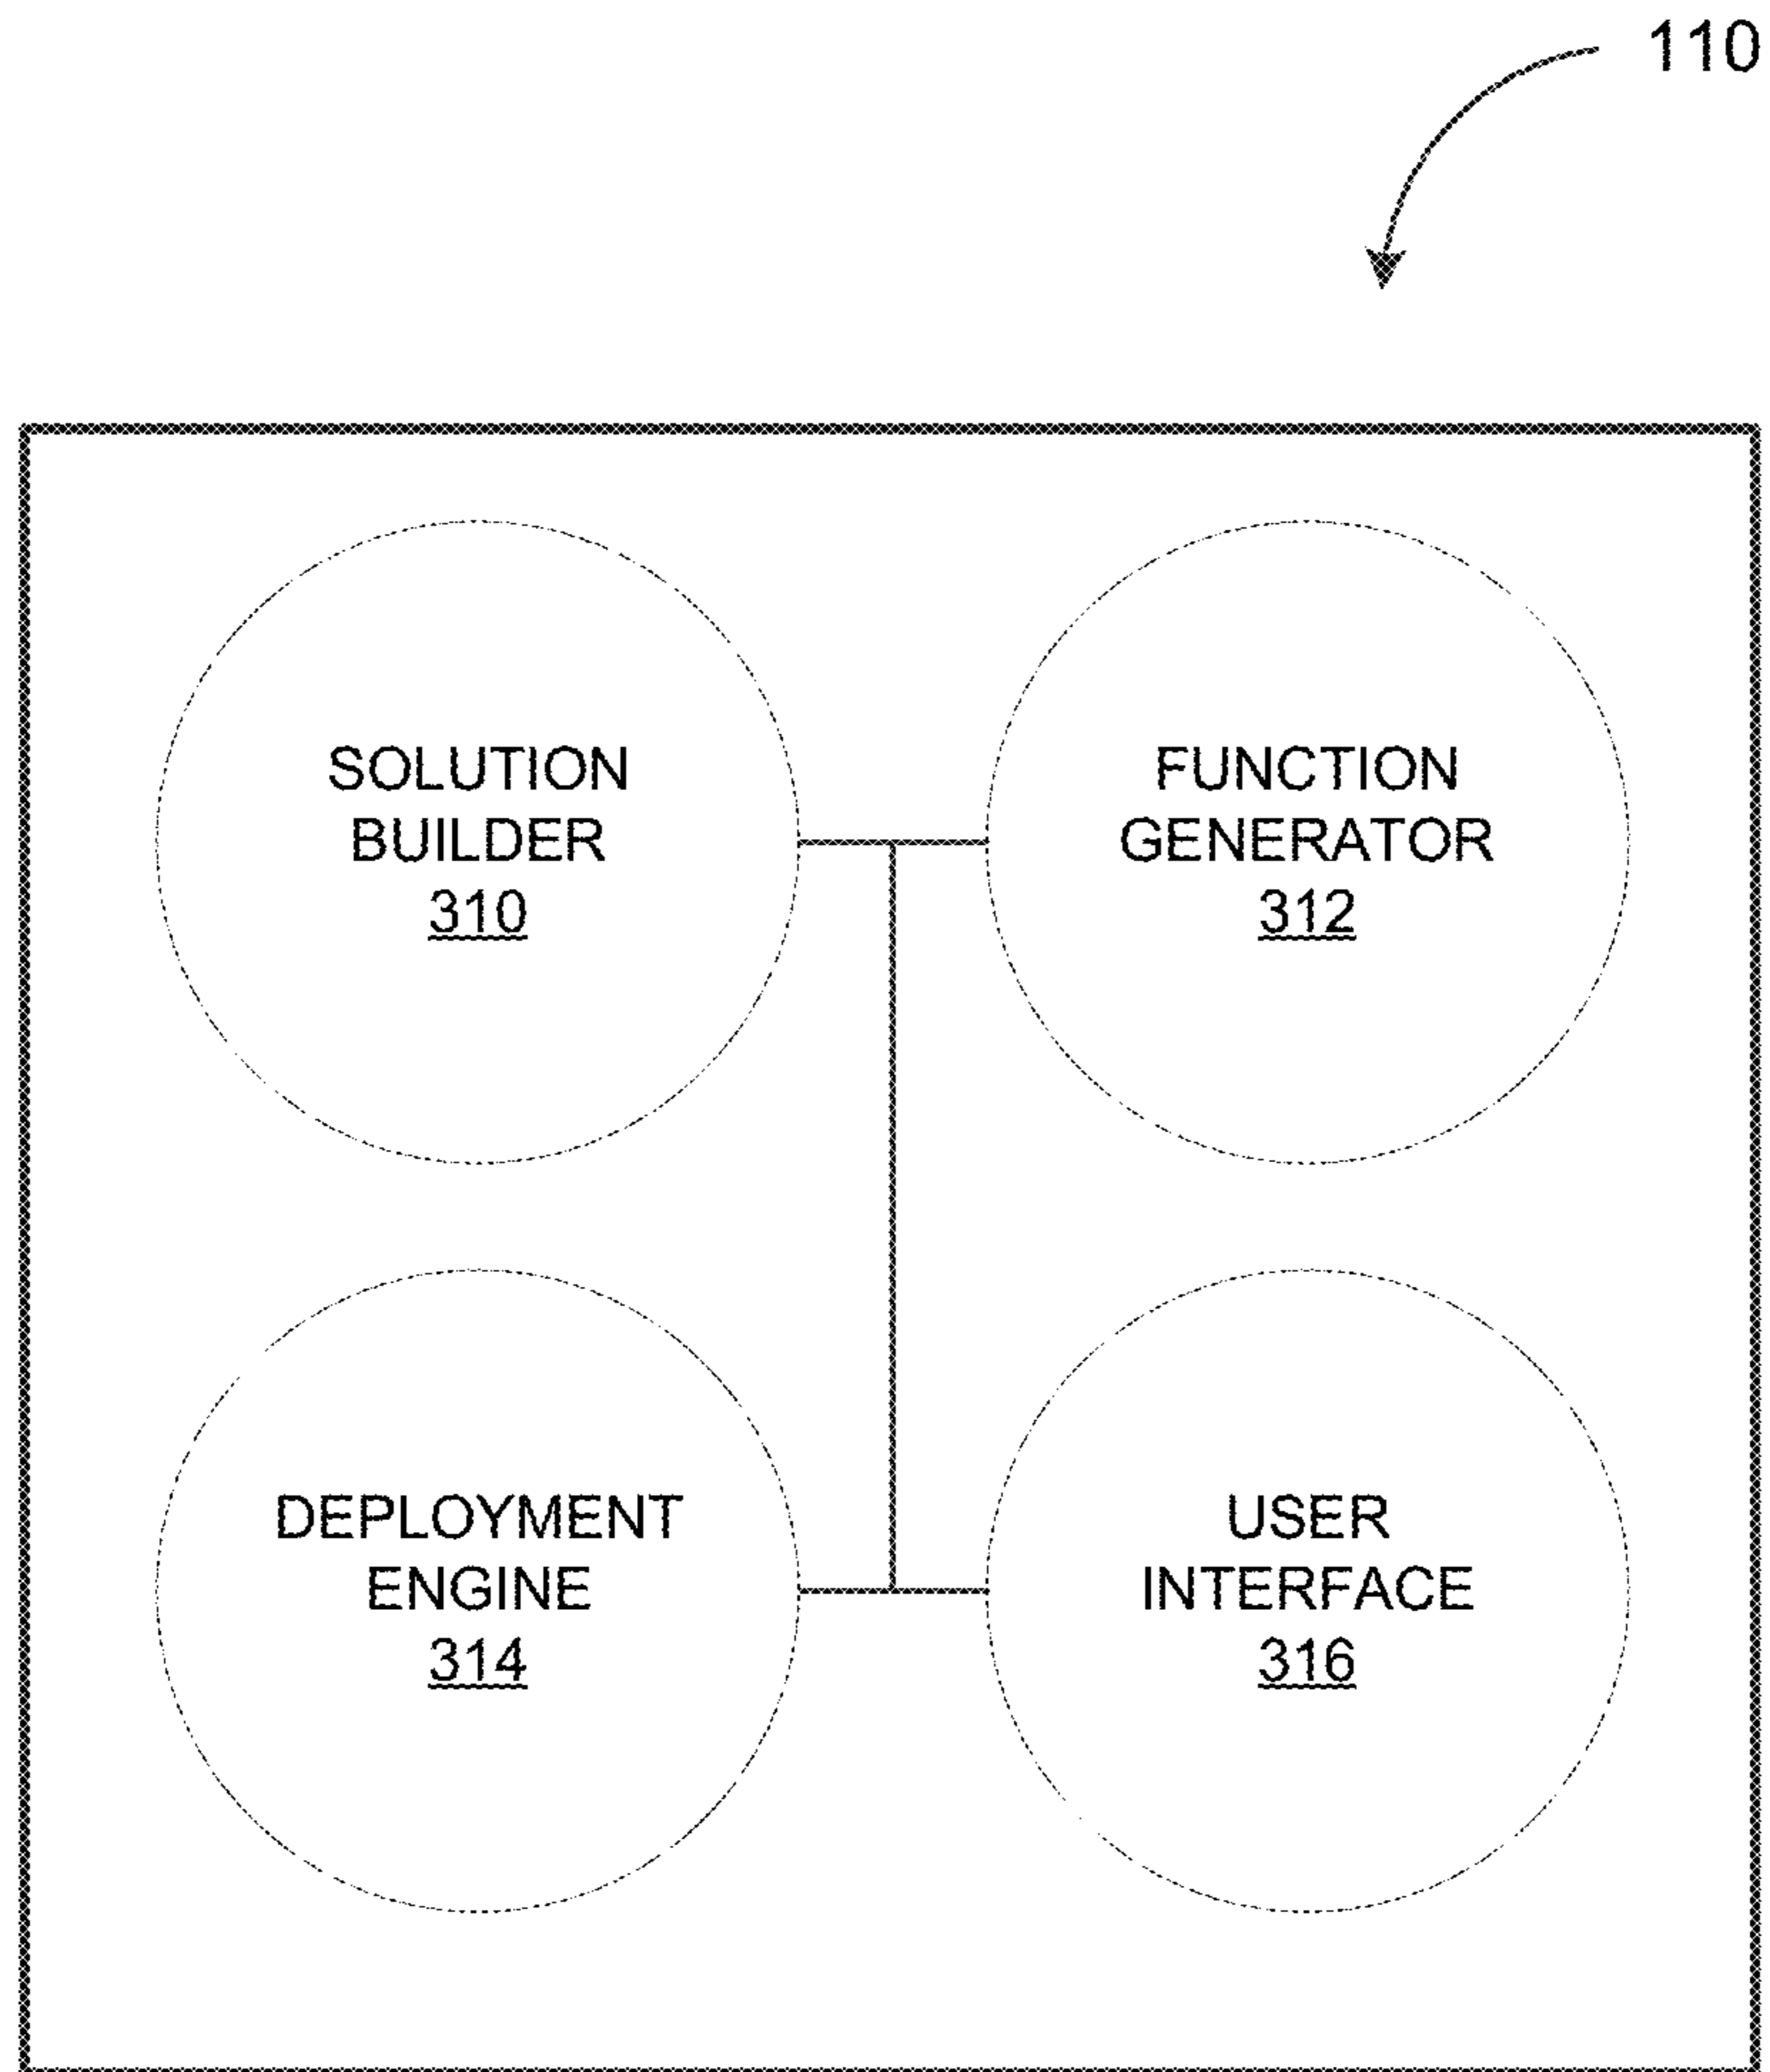 110
SOLUTION
BUILDER
310
FUNCTION
GENERATOR
312
DEPLOYMENT
ENGINE
314
USER
INTERFACE
316